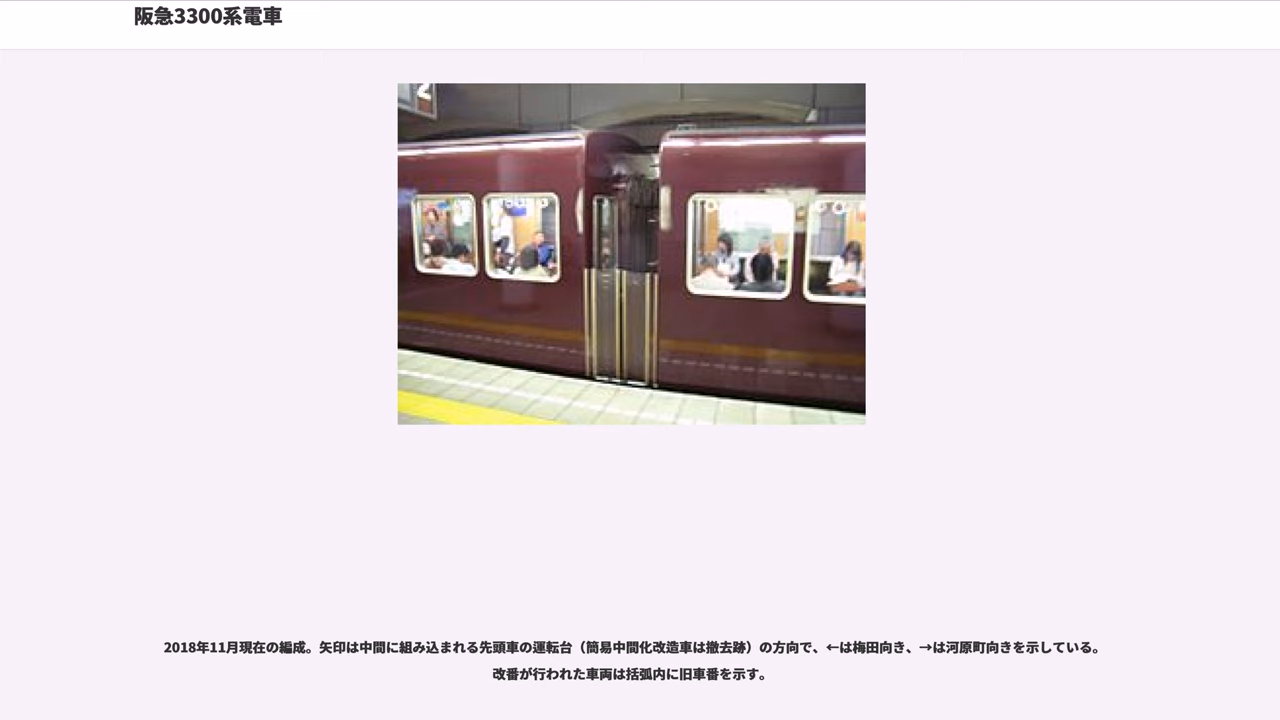 阪急3300系電車
2
2018年11月現在の編成。矢印は中間に組み込まれる先頭車の運転台（簡易中間化改造車は撤去跡）の方向で、←は梅田向き、→は河原町向きを示している。
改番が行われた車両は括弧内に旧車番を示す。